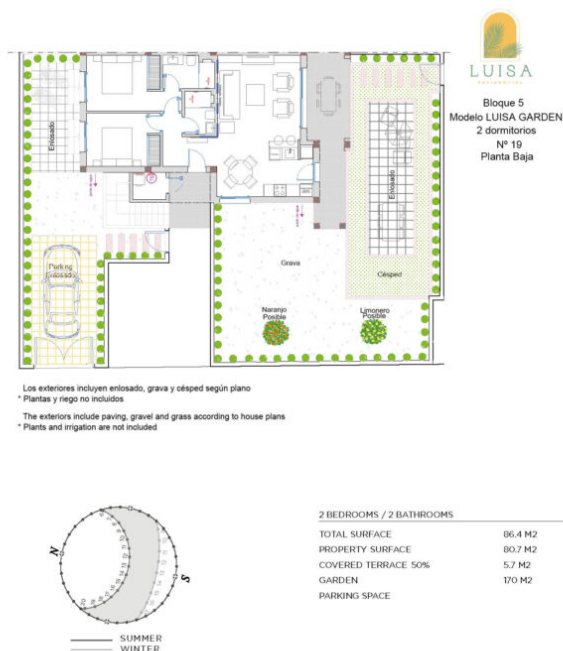 LUISA
Bloque 5
Modelo LUISA GARDEN
2 dormitorios
Nº 19
Planta Baja
Enlosado
Enlosado
Parking
Enlosado
Grava
Césped
Naranjo
Posible
Limonero
Posible
Los exteriores incluyen enlosado, grava y césped según plano
* Plantas y riego no incluidos
The exteriors include paving, gravel and grass according to house plans
* Plants and irrigation are not included
N
S
SUMMER
WINTER
2 BEDROOMS / 2 BATHROOMS
TOTAL SURFACE 86.4 M2
PROPERTY SURFACE 80.7 M2
COVERED TERRACE 50% 5.7 M2
GARDEN 170 M2
PARKING SPACE